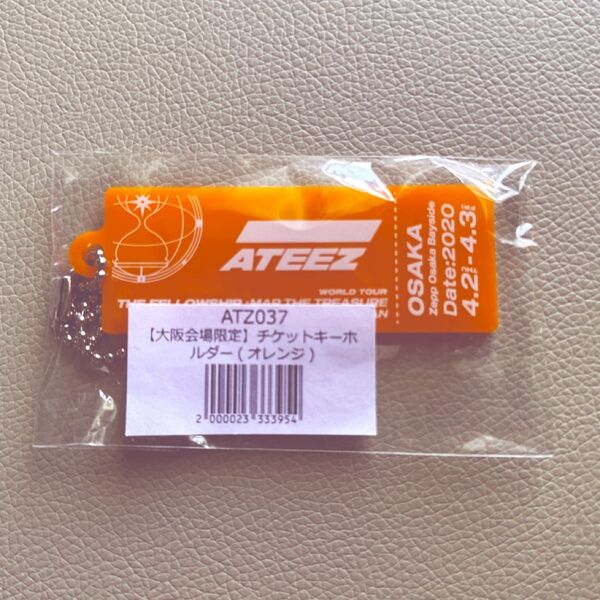 ATEEZ
WORLD TOUR
THE FELLOWSHIP : MAP THE TREASURE
AN
OSAKA
Zepp Osaka Bayside
Date:2020
4.2-4.3
ATZ037
【大阪会場限定】チケットキーホ
ルダー(オレンジ)
2 000023 333954